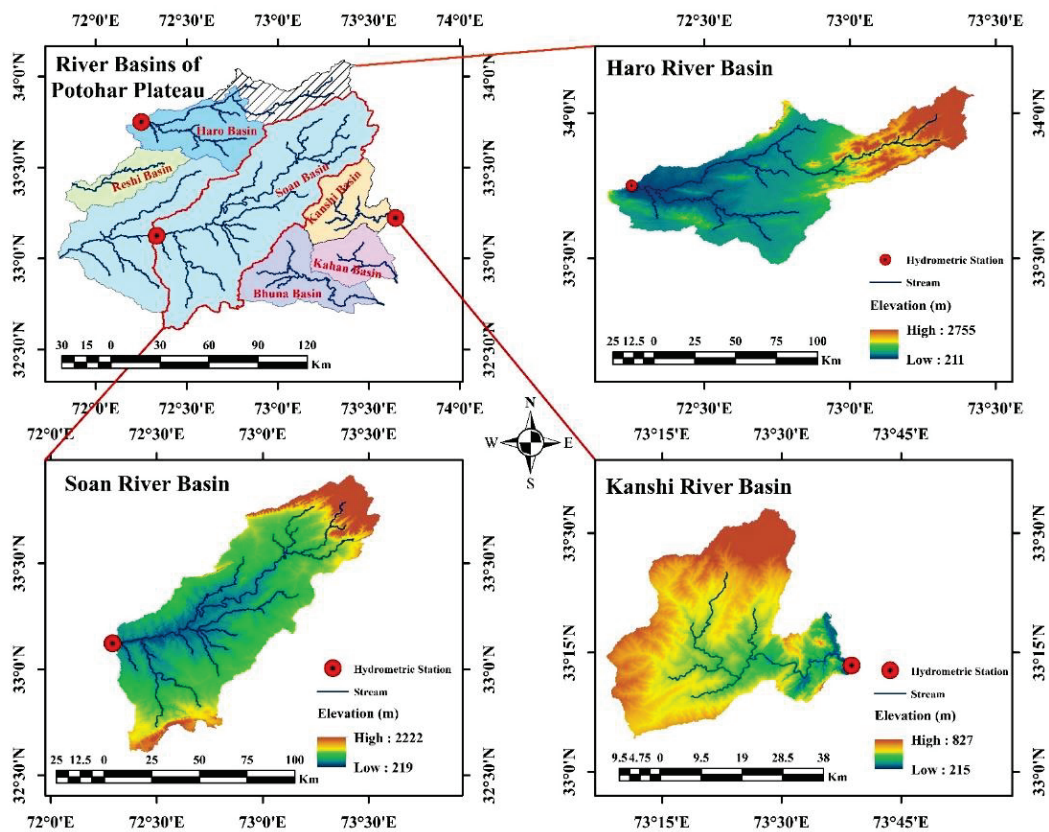 72°0'E 72°30'E 73°0'E 73°30'E 74°0'E
River Basins of
Potohar Plateau
34°0'N
33°30'N
33°0'N
32°30'N
34°0'N
33°30'N
33°0'N
32°30'N
Haro Basin
Reshi Basin
Soan Basin
Kanshi Basin
Kahan Basin
Bhuna Basin
30 15 0 30 60 90 120
Km
72°0'E 72°30'E 73°0'E 73°30'E 74°0'E
72°30'E 73°0'E 73°30'E
Haro River Basin
34°0'N
33°30'N
34°0'N
33°30'N
Hydrometric Station
Stream
Elevation (m)
High : 2755
Low : 211
25 12.5 0 25 50 75 100
Km
72°30'E 73°0'E 73°30'E
N
W E
S
72°0'E 72°30'E 73°0'E 73°30'E
Soan River Basin
33°30'N
33°0'N
32°30'N
33°30'N
33°0'N
32°30'N
Hydrometric Station
Stream
Elevation (m)
High : 2222
Low : 219
25 12.5 0 25 50 75 100
Km
72°0'E 72°30'E 73°0'E 73°30'E
73°15'E 73°30'E 73°45'E
Kanshi River Basin
33°30'N
33°15'N
33°0'N
33°30'N
33°15'N
33°0'N
Hydrometric Station
Stream
Elevation (m)
High : 827
Low : 215
9.5 4.75 0 9.5 19 28.5 38
Km
73°15'E 73°30'E 73°45'E